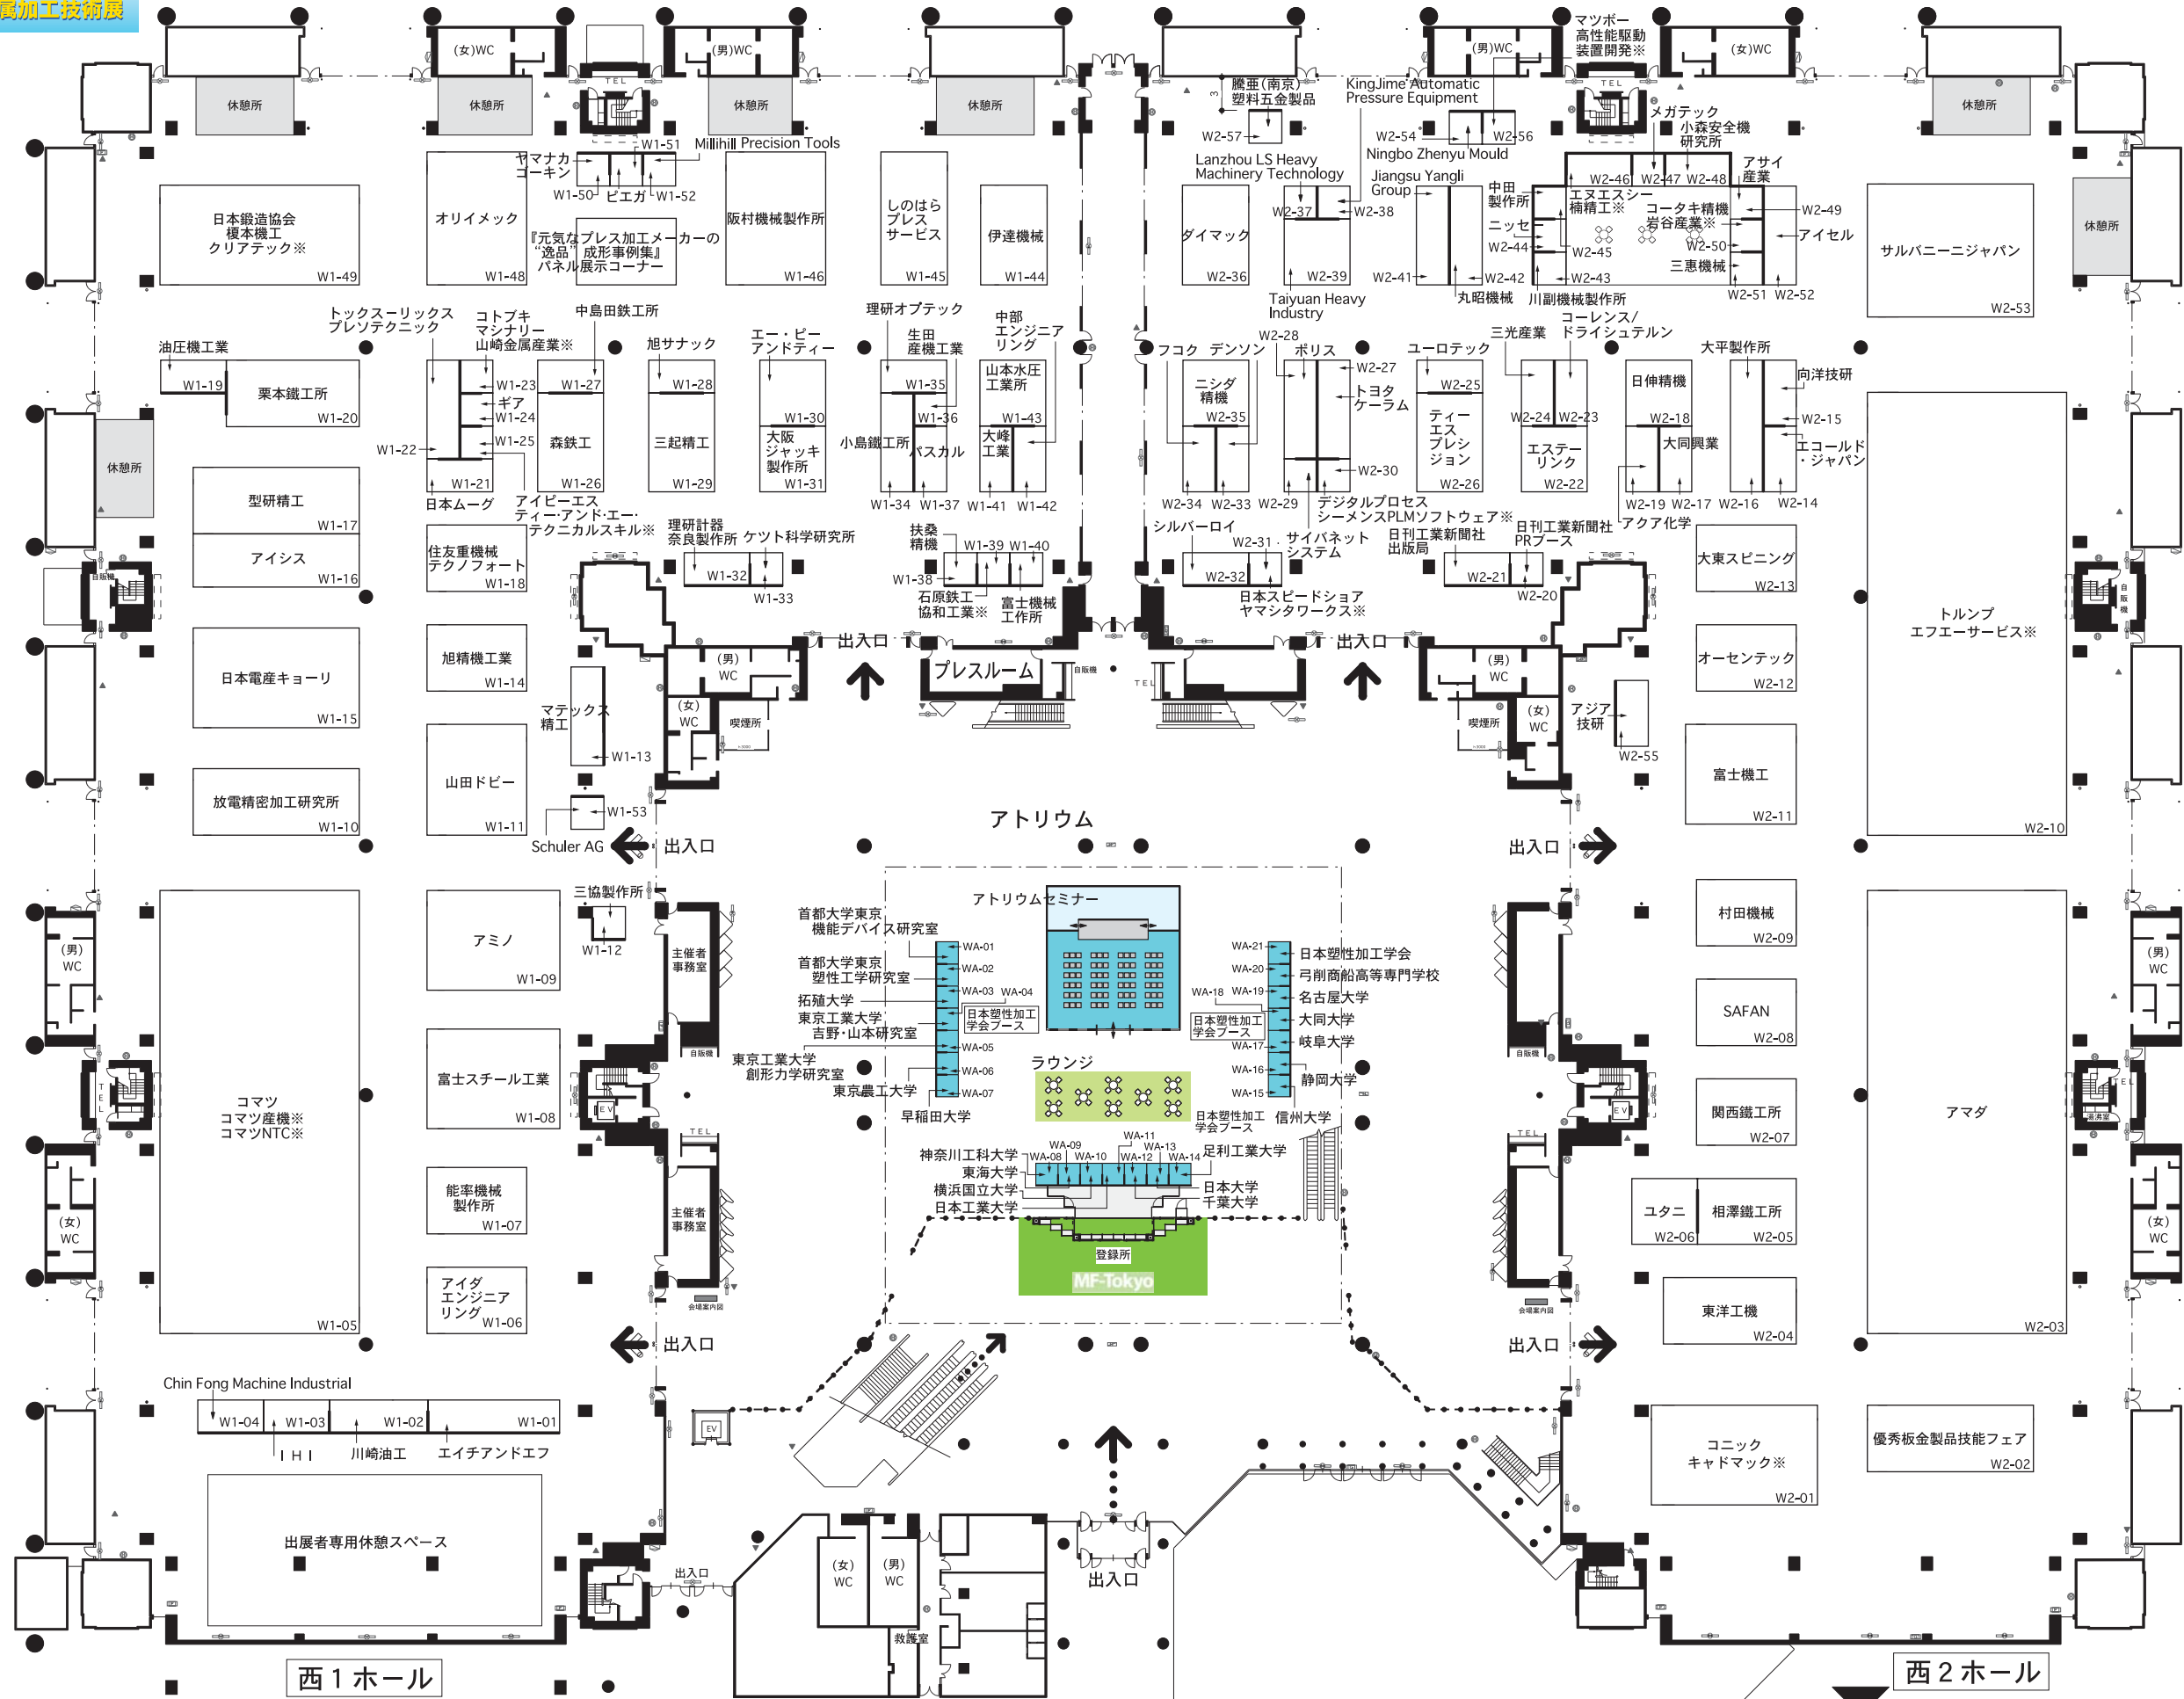 属加工技術展
(女)WC
TEL
(男)WC
休憩所
休憩所
休憩所
休憩所
3
騰亜(南京)
塑料五金製品
W2-57
KingJime Automatic
Pressure Equipment
(男)WC
マツボー
高性能駆動
装置開発※
TEL
(女)WC
休憩所
休憩所
W2-54
W2-56
Ningbo Zhenyu Mould
メガテック
小森安全機
研究所
ヤマナカ
ゴーキン
W1-51
Millihill Precision Tools
W1-50
ビエガ
W1-52
日本鍛造協会
榎本機工
クリアテック※
W1-49
オリイメック
W1-48
『元気なプレス加工メーカーの
“逸品”成形事例集』
パネル展示コーナー
阪村機械製作所
W1-46
しのはら
プレス
サービス
W1-45
伊達機械
W1-44
ダイマック
W2-36
Lanzhou LS Heavy
Machinery Technology
W2-37
W2-38
W2-39
Taiyuan Heavy
Industry
Jiangsu Yangli
Group
W2-41
W2-42
丸昭機械
中田
製作所
ニッセー
W2-44
W2-46
W2-47
W2-48
エヌエスシー
楠精工※
コータキ精機
岩谷産業※
アサイ
産業
W2-49
アイセル
W2-45
W2-50
三恵機械
W2-43
川副機械製作所
W2-51
W2-52
サルバニーニジャパン
W2-53
油圧機工業
W1-19
栗本鐵工所
W1-20
トックスーリックス
プレソテクニック
コトブキ
マシナリー
山崎金属産業※
W1-23
ギア
W1-24
W1-25
W1-22
W1-21
日本ムーグ
アイピーエス
ティー・アンド・エー・
テクニカルスキル※
中島田鉄工所
W1-27
森鉄工
W1-26
旭サナック
W1-28
三起精工
W1-29
エー・ピー
アンドティー
W1-30
大阪
ジャッキ
製作所
W1-31
理研オプテック
W1-35
生田
産機工業
W1-36
小島鐵工所
パスカル
W1-34
W1-37
中部
エンジニア
リング
山本水圧
工業所
W1-43
大峰
工業
W1-41
W1-42
フコク
デンソン
ニシダ
精機
W2-35
W2-34
W2-33
W2-28
ポリス
W2-27
トヨタ
ケーラム
W2-30
W2-29
デジタルプロセス
シーメンスPLMソフトウェア※
ユーロテック
W2-25
ティー
エス
プレシ
ジョン
W2-26
三光産業
コーレンス/
ドライシュテルン
W2-24
W2-23
エステー
リンク
W2-22
日伸精機
W2-18
大同興業
W2-19
W2-17
アクア化学
大平製作所
向洋技研
W2-15
エコールド
・ジャパン
W2-16
W2-14
休憩所
型研精工
W1-17
アイシス
W1-16
住友重機械
テクノフォート
W1-18
理研計器
奈良製作所
ケツト科学研究所
W1-32
W1-33
扶桑
精機
W1-39
W1-40
W1-38
石原鉄工
協和工業※
富士機械
工作所
シルバーロイ
W2-31
W2-32
サイバネット
システム
日本スピードショア
ヤマシタワークス※
日刊工業新聞社
出版局
日刊工業新聞社
PRブース
W2-21
W2-20
大東スピニング
W2-13
トルンプ
エフエーサービス※
W2-10
自販機
自販機
日本電産キョーリ
W1-15
旭精機工業
W1-14
マテックス
精工
W1-13
(男)
WC
(女)
WC
喫煙所
出入口
プレスルーム
自販機
TEL
出入口
(男)
WC
(女)
WC
喫煙所
アジア
技研
W2-55
オーセンテック
W2-12
富士機工
W2-11
放電精密加工研究所
W1-10
山田ドビー
W1-11
W1-53
Schuler AG
出入口
アトリウム
出入口
コマツ
コマツ産機※
コマツNTC※
W1-05
アミノ
W1-09
三協製作所
W1-12
主催者
事務室
アトリウムセミナー
首都大学東京
機能デバイス研究室
WA-01
首都大学東京
塑性工学研究室
WA-02
拓殖大学
WA-03
WA-04
東京工業大学
吉野・山本研究室
日本塑性加工
学会ブース
WA-05
東京工業大学
創形力学研究室
WA-06
東京農工大学
WA-07
早稲田大学
WA-21
日本塑性加工学会
WA-20
弓削商船高等専門学校
WA-18
WA-19
名古屋大学
日本塑性加工
学会ブース
大同大学
WA-17
岐阜大学
WA-16
静岡大学
WA-15
日本塑性加工
学会ブース
信州大学
ラウンジ
村田機械
W2-09
SAFAN
W2-08
アマダ
W2-03
(男)
WC
(男)
WC
TEL
TEL
湯沸室
富士スチール工業
W1-08
自販機
EV
TEL
自販機
EV
TEL
関西鐵工所
W2-07
WA-11
WA-09
WA-13
WA-08
WA-10
WA-12
WA-14
神奈川工科大学
東海大学
横浜国立大学
日本工業大学
足利工業大学
日本大学
千葉大学
登録所
MF-Tokyo
能率機械
製作所
W1-07
主催者
事務室
ユタニ
W2-06
相澤鐵工所
W2-05
(女)
WC
(女)
WC
アイダ
エンジニア
リング
W1-06
会場案内図
会場案内図
東洋工機
W2-04
出入口
出入口
Chin Fong Machine Industrial
W1-04
W1-03
W1-02
W1-01
IHI
川崎油工
エイチアンドエフ
EV
コニック
キャドマック※
W2-01
優秀板金製品技能フェア
W2-02
出展者専用休憩スペース
出入口
(女)
WC
(男)
WC
救護室
出入口
西1ホール
西2ホール